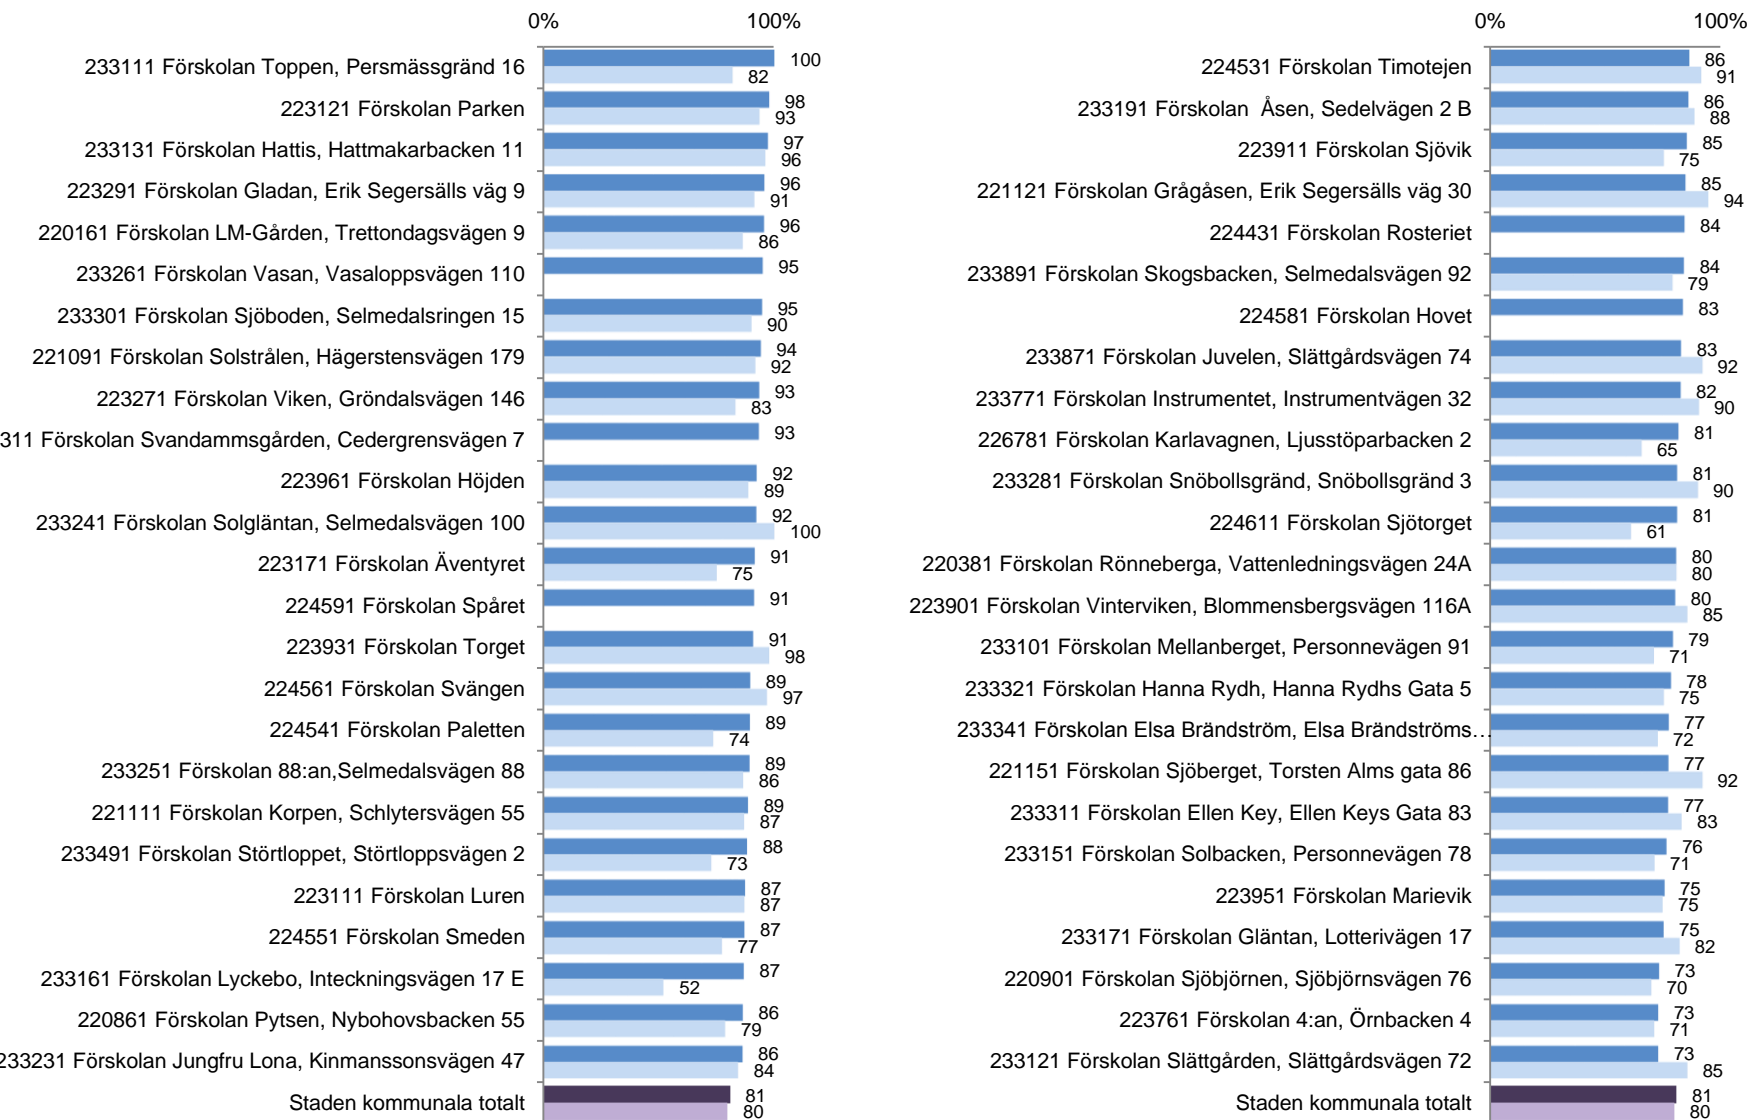 0% 100%
233111 Förskolan Toppen, Persmässgränd 16 100 82
223121 Förskolan Parken 98 93
233131 Förskolan Hattis, Hattmakarbacken 11 97 96
223291 Förskolan Gladan, Erik Segersälls väg 9 96 91
220161 Förskolan LM-Gården, Trettondagsvägen 9 96 86
233261 Förskolan Vasan, Vasaloppsvägen 110 95
233301 Förskolan Sjöboden, Selmedalsringen 15 95 90
221091 Förskolan Solstrålen, Hägerstensvägen 179 94 92
223271 Förskolan Viken, Gröndalsvägen 146 93 83
311 Förskolan Svandammsgården, Cedergrensvägen 7 93
223961 Förskolan Höjden 92 89
233241 Förskolan Solgläntan, Selmedalsvägen 100 92 100
223171 Förskolan Äventyret 91 75
224591 Förskolan Spåret 91
223931 Förskolan Torget 91 98
224561 Förskolan Svängen 89 97
224541 Förskolan Paletten 89 74
233251 Förskolan 88:an,Selmedalsvägen 88 89 86
221111 Förskolan Korpen, Schlytersvägen 55 89 87
233491 Förskolan Störtloppet, Störtloppsvägen 2 88 73
223111 Förskolan Luren 87 87
224551 Förskolan Smeden 87 77
233161 Förskolan Lyckebo, Inteckningsvägen 17 E 87 52
220861 Förskolan Pytsen, Nybohovsbacken 55 86 79
233231 Förskolan Jungfru Lona, Kinmanssonsvägen 47 86 84
Staden kommunala totalt 81 80
0% 100%
224531 Förskolan Timotejen 86 91
233191 Förskolan  Åsen, Sedelvägen 2 B 86 88
223911 Förskolan Sjövik 85 75
221121 Förskolan Grågåsen, Erik Segersälls väg 30 85 94
224431 Förskolan Rosteriet 84
233891 Förskolan Skogsbacken, Selmedalsvägen 92 84 79
224581 Förskolan Hovet 83
233871 Förskolan Juvelen, Slättgårdsvägen 74 83 92
233771 Förskolan Instrumentet, Instrumentvägen 32 82 90
226781 Förskolan Karlavagnen, Ljusstöparbacken 2 81 65
233281 Förskolan Snöbollsgränd, Snöbollsgränd 3 81 90
224611 Förskolan Sjötorget 81 61
220381 Förskolan Rönneberga, Vattenledningsvägen 24A 80 80
223901 Förskolan Vinterviken, Blommensbergsvägen 116A 80 85
233101 Förskolan Mellanberget, Personnevägen 91 79 71
233321 Förskolan Hanna Rydh, Hanna Rydhs Gata 5 78 75
233341 Förskolan Elsa Brändström, Elsa Brändströms… 77 72
221151 Förskolan Sjöberget, Torsten Alms gata 86 77 92
233311 Förskolan Ellen Key, Ellen Keys Gata 83 77 83
233151 Förskolan Solbacken, Personnevägen 78 76 71
223951 Förskolan Marievik 75 75
233171 Förskolan Gläntan, Lotterivägen 17 75 82
220901 Förskolan Sjöbjörnen, Sjöbjörnsvägen 76 73 70
223761 Förskolan 4:an, Örnbacken 4 73 71
233121 Förskolan Slättgården, Slättgårdsvägen 72 73 85
Staden kommunala totalt 81 80